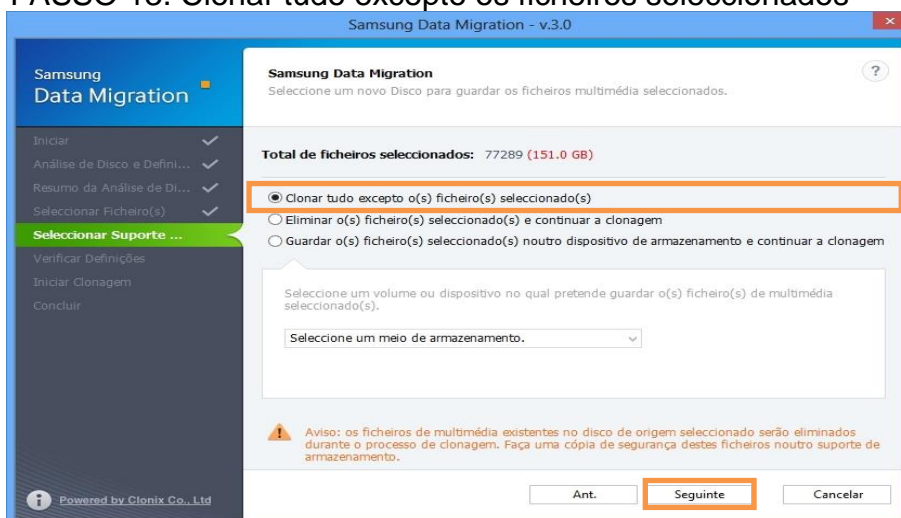 PASSO 13: Clonar tudo excepto os ficheiros seleccionados
Samsung Data Migration - v.3.0
Samsung
Data Migration
Iniciar
Análise de Disco e Defini...
Resumo da Análise de Di...
Seleccionar Ficheiro(s)
Seleccionar Suporte ...
Verificar Definições
Iniciar Clonagem
Concluir
Powered by Clonix Co., Ltd
Samsung Data Migration
Seleccione um novo Disco para guardar os ficheiros multimédia seleccionados.
?
Total de ficheiros seleccionados: 77289 (151.0 GB)
Clonar tudo excepto o(s) ficheiro(s) seleccionado(s)
Eliminar o(s) ficheiro(s) seleccionado(s) e continuar a clonagem
Guardar o(s) ficheiro(s) seleccionado(s) noutro dispositivo de armazenamento e continuar a clonagem
Seleccione um volume ou dispositivo no qual pretende guardar o(s) ficheiro(s) de multimédia
seleccionado(s).
Seleccione um meio de armazenamento.
Aviso: os ficheiros de multimédia existentes no disco de origem seleccionado serão eliminados
durante o processo de clonagem. Faça uma cópia de segurança destes ficheiros noutro suporte de
armazenamento.
Ant.
Seguinte
Cancelar